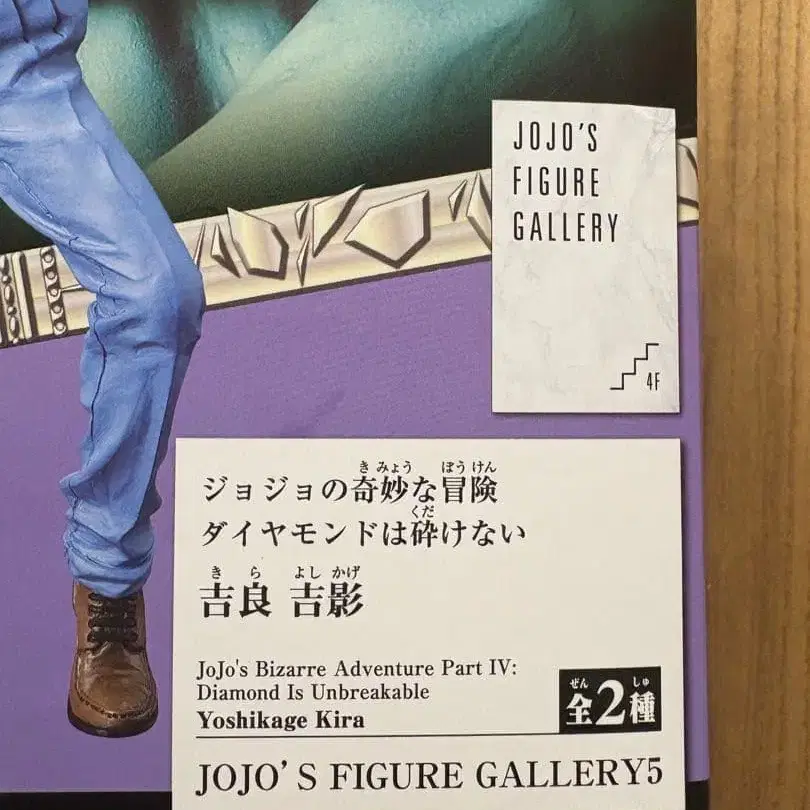 JOJO'S
FIGURE
GALLERY
4F
ジョジョの奇妙な冒険
ダイヤモンドは砕けない
吉良 吉影
JoJo's Bizarre Adventure Part IV:
Diamond Is Unbreakable
Yoshikage Kira
全2種
JOJO'S FIGURE GALLERY5